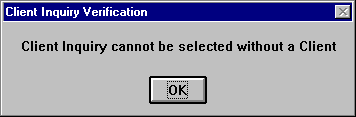 Client Inquiry Verification
Client Inquiry cannot be selected without a Client
OK